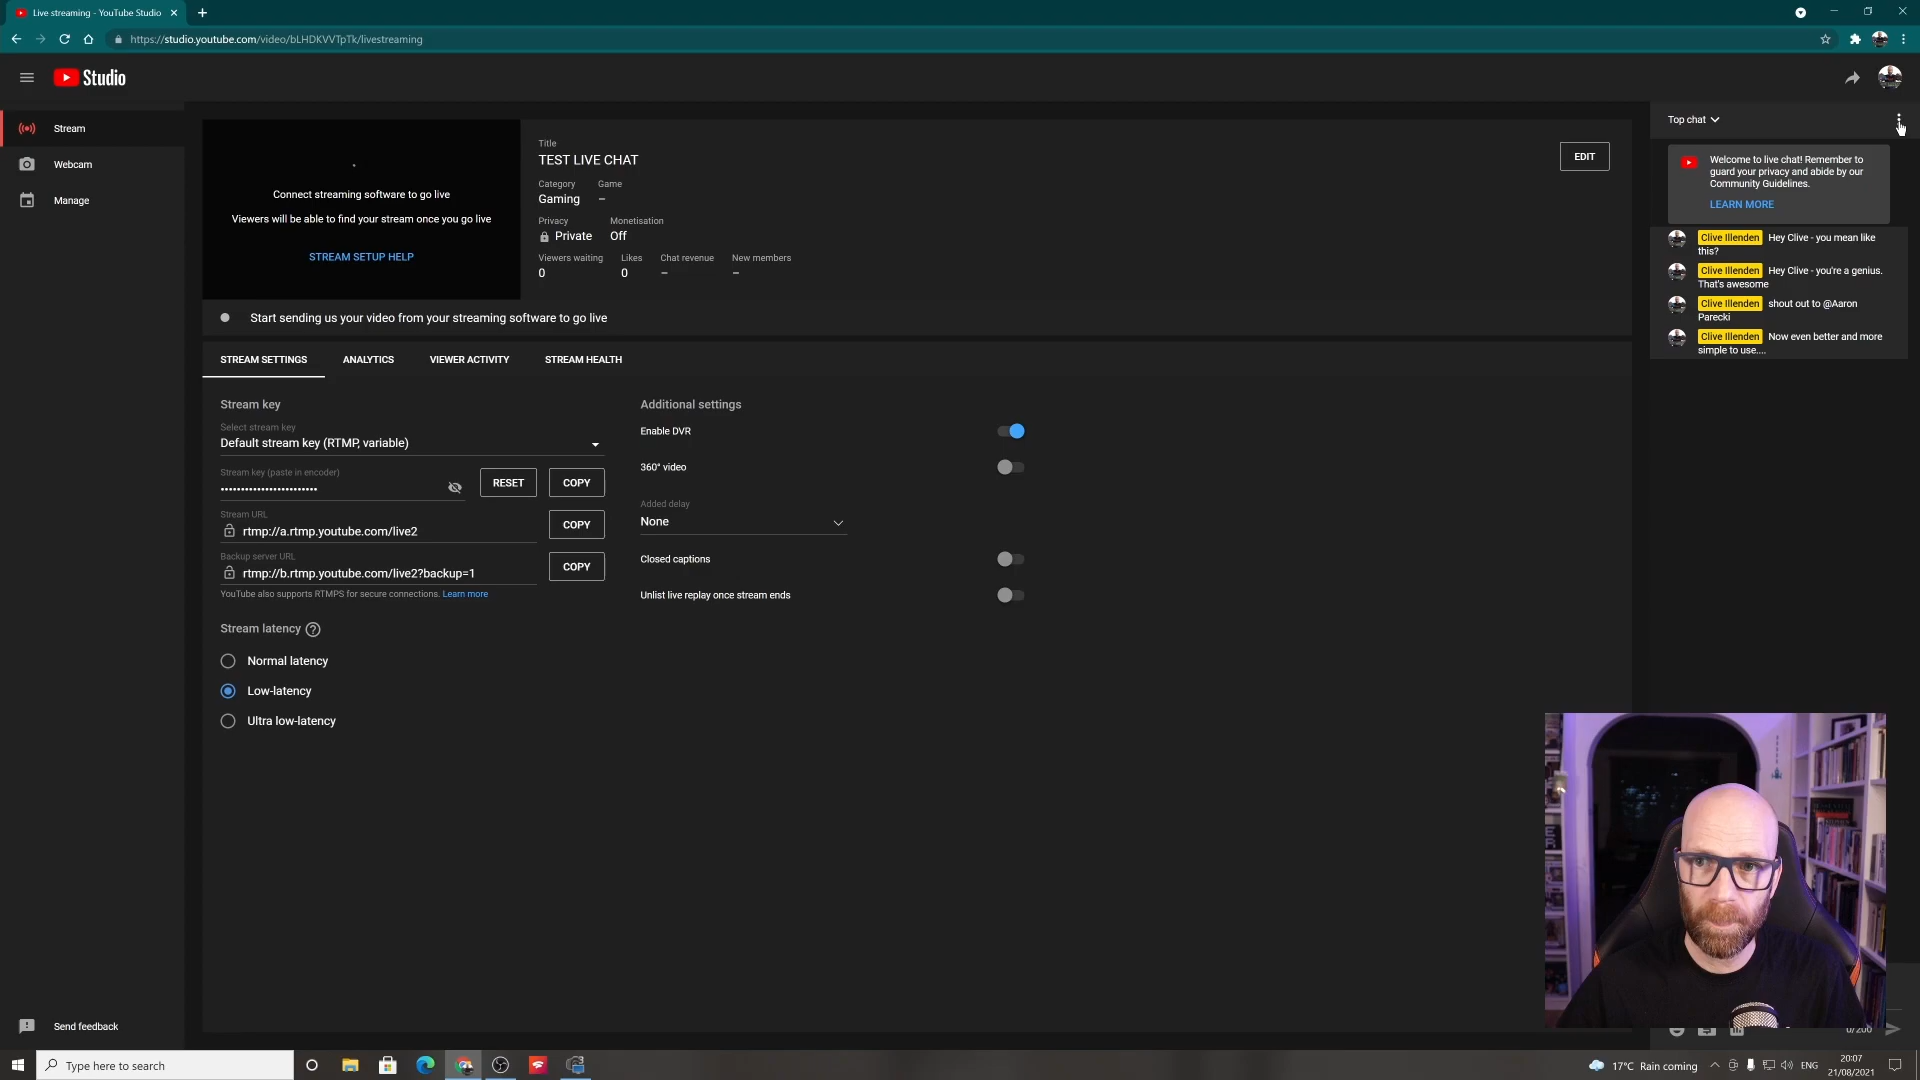 Live streaming - YouTube Studio
https://studio.youtube.com/video/bLHDKVVTpTk/livestreaming
Studio
Stream
Webcam
Manage
Send feedback
Connect streaming software to go live
Viewers will be able to find your stream once you go live
STREAM SETUP HELP
Title
TEST LIVE CHAT
EDIT
Category Game
Gaming –
Privacy Monetisation
Private Off
Viewers waiting Likes Chat revenue New members
0 0 – –
Start sending us your video from your streaming software to go live
STREAM SETTINGS ANALYTICS VIEWER ACTIVITY STREAM HEALTH
Stream key
Select stream key
Default stream key (RTMP, variable)
Stream key (paste in encoder)
••••••••••••••••••••••••
RESET COPY
Stream URL
rtmp://a.rtmp.youtube.com/live2
COPY
Backup server URL
rtmp://b.rtmp.youtube.com/live2?backup=1
COPY
YouTube also supports RTMPS for secure connections. Learn more
Stream latency
Normal latency
Low-latency
Ultra low-latency
Additional settings
Enable DVR
360° video
Added delay
None
Closed captions
Unlist live replay once stream ends
Top chat
Welcome to live chat! Remember to
guard your privacy and abide by our
Community Guidelines.
LEARN MORE
Clive Illenden Hey Clive - you mean like
this?
Clive Illenden Hey Clive - you're a genius.
That's awesome
Clive Illenden shout out to @Aaron
Parecki
Clive Illenden Now even better and more
simple to use....
0/200
Type here to search
17°C Rain coming
ENG
20:07
21/08/2021